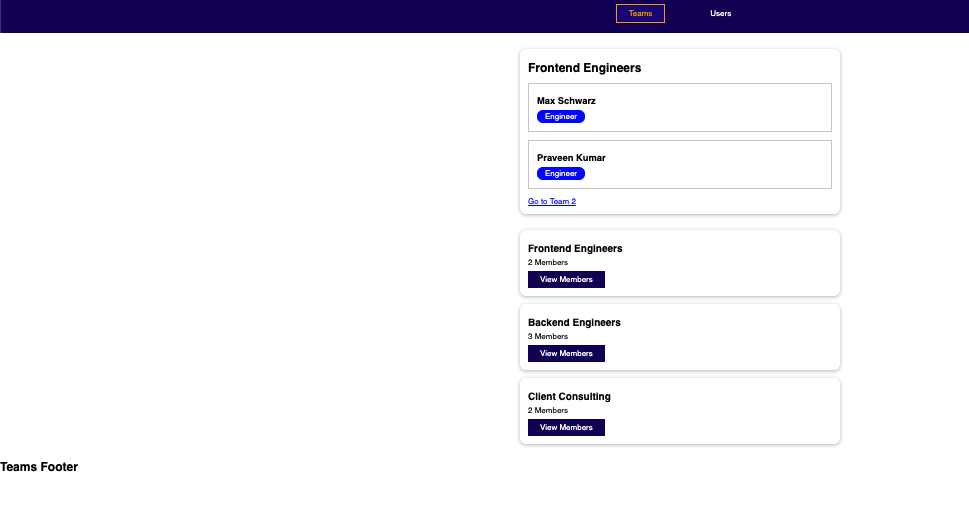 Teams Users
Frontend Engineers
Max Schwarz
Engineer
Praveen Kumar
Engineer
Go to Team 2
Frontend Engineers
2 Members
View Members
Backend Engineers
3 Members
View Members
Client Consulting
2 Members
View Members
Teams Footer